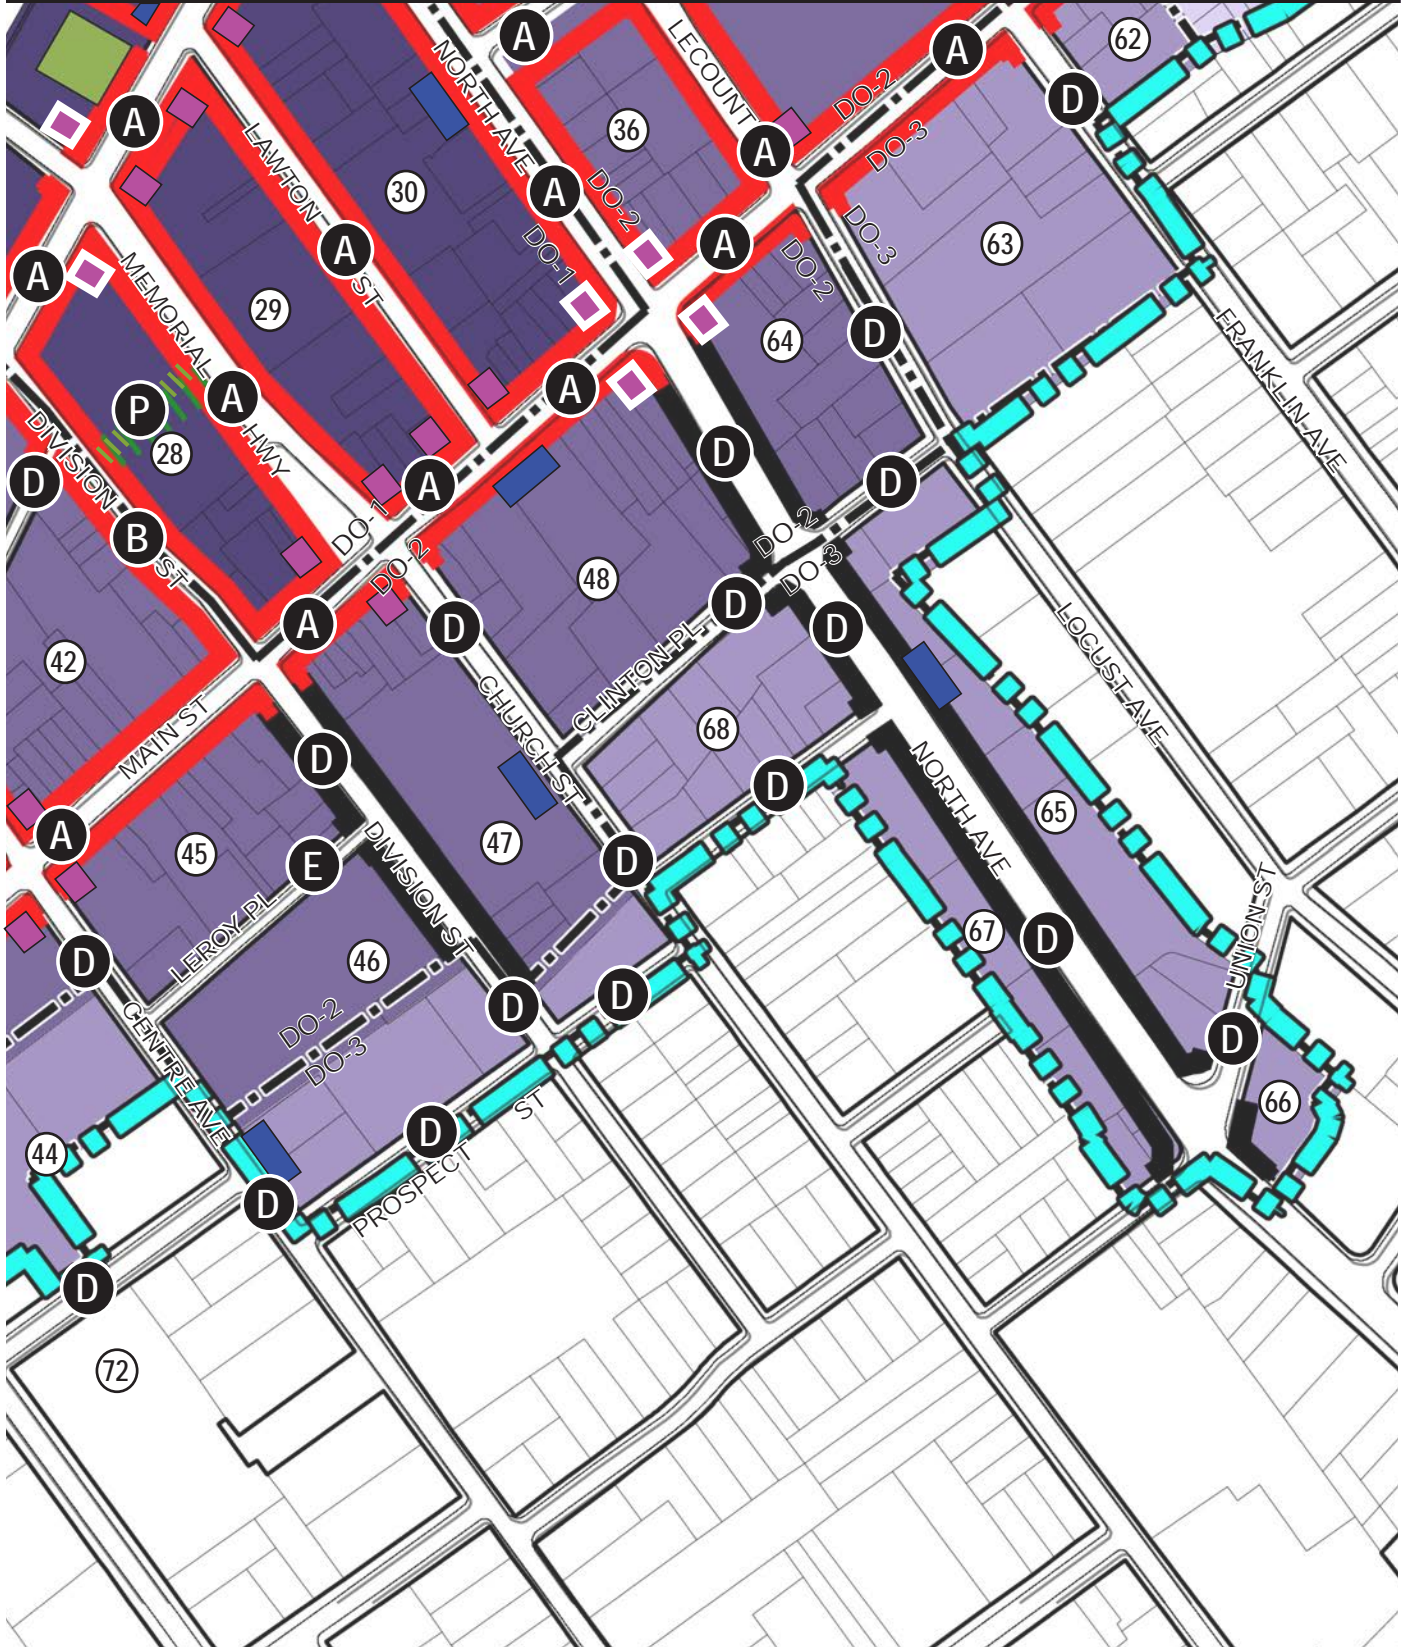 A
62
D
A
NORTH AVE
LECOUNT
36
DO-2
A
DO-3
A
30
A
LAWTON ST
A
DO-2
DO-1
A
DO-2
DO-3
63
A
MEMORIAL HWY
29
64
D
FRANKLIN AVE
P
A
A
28
DIVISION ST
D
A
D
D
B
DO-1
DO-2
DO-2
DO-3
48
D
42
A
D
D
LOCUST AVE
MAIN ST
CHURCH ST
CLINTON PL
68
D
D
NORTH AVE
65
A
45
E
DIVISION ST
47
D
UNION ST
LEROY PL
46
67
D
D
CENTRE AVE
DO-2
DO-3
D
D
D
66
ST
D
PROSPECT
44
D
D
72